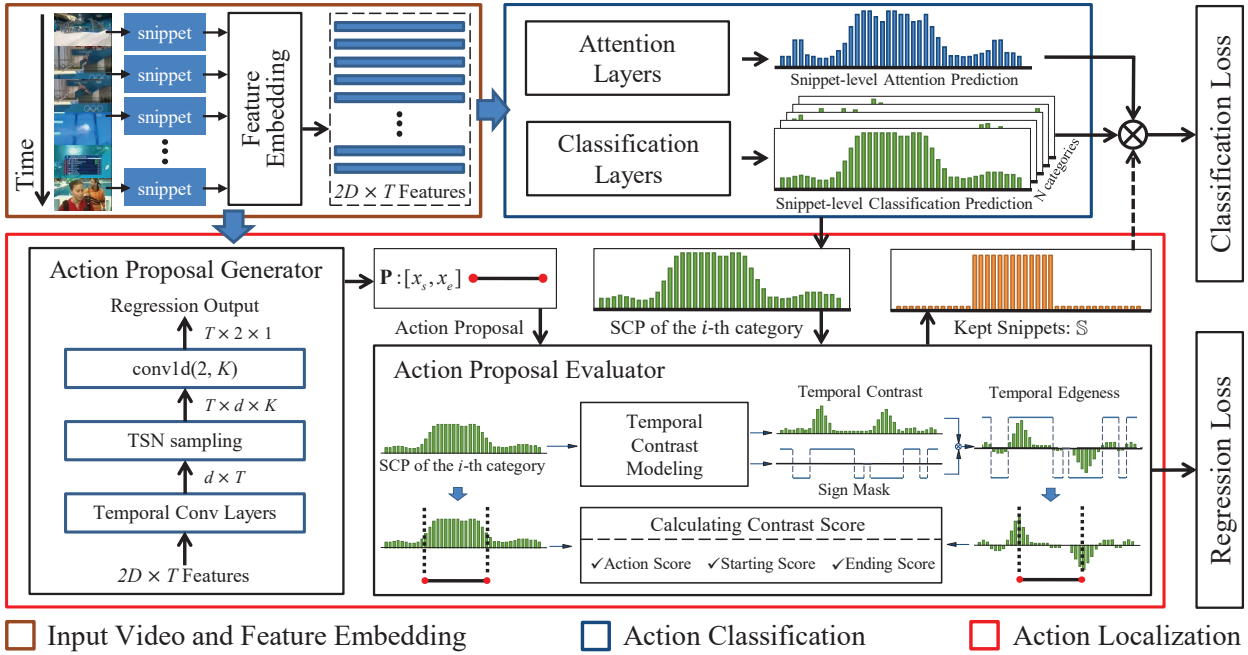 Time
snippet
snippet
snippet
snippet
Feature
Embedding
2D × T Features
Attention
Layers
Snippet-level Attention Prediction
Classification
Layers
Snippet-level Classification Prediction
N categories
Classification Loss
Action Proposal Generator
Regression Output
T × 2 × 1
conv1d(2, K)
T × d × K
TSN sampling
d × T
Temporal Conv Layers
2D × T Features
P : [x_s, x_e]
Action Proposal
SCP of the i-th category
Kept Snippets: 𝕊
Action Proposal Evaluator
SCP of the i-th category
Temporal
Contrast
Modeling
Temporal Contrast
Sign Mask
Temporal Edgeness
Calculating Contrast Score
✓Action Score ✓Starting Score ✓Ending Score
Regression Loss
Input Video and Feature Embedding
Action Classification
Action Localization